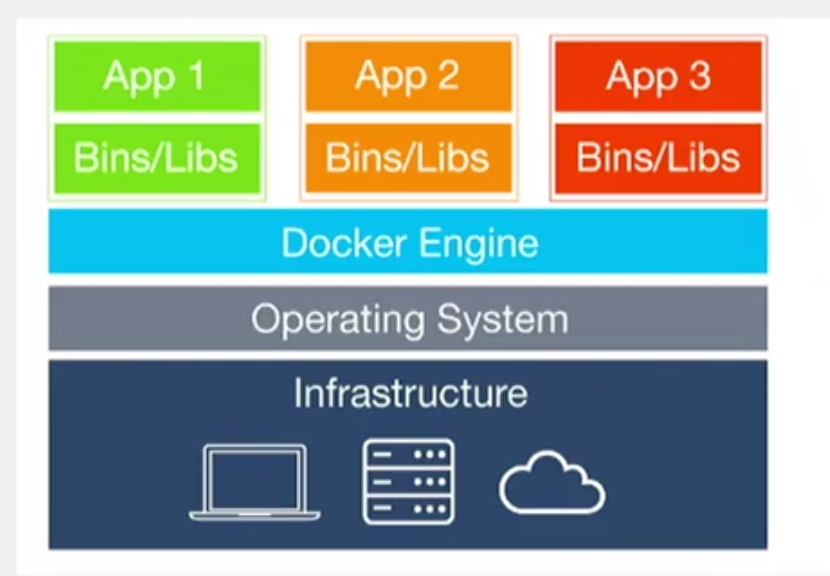 App 1
App 2
App 3
Bins/Libs
Bins/Libs
Bins/Libs
Docker Engine
Operating System
Infrastructure